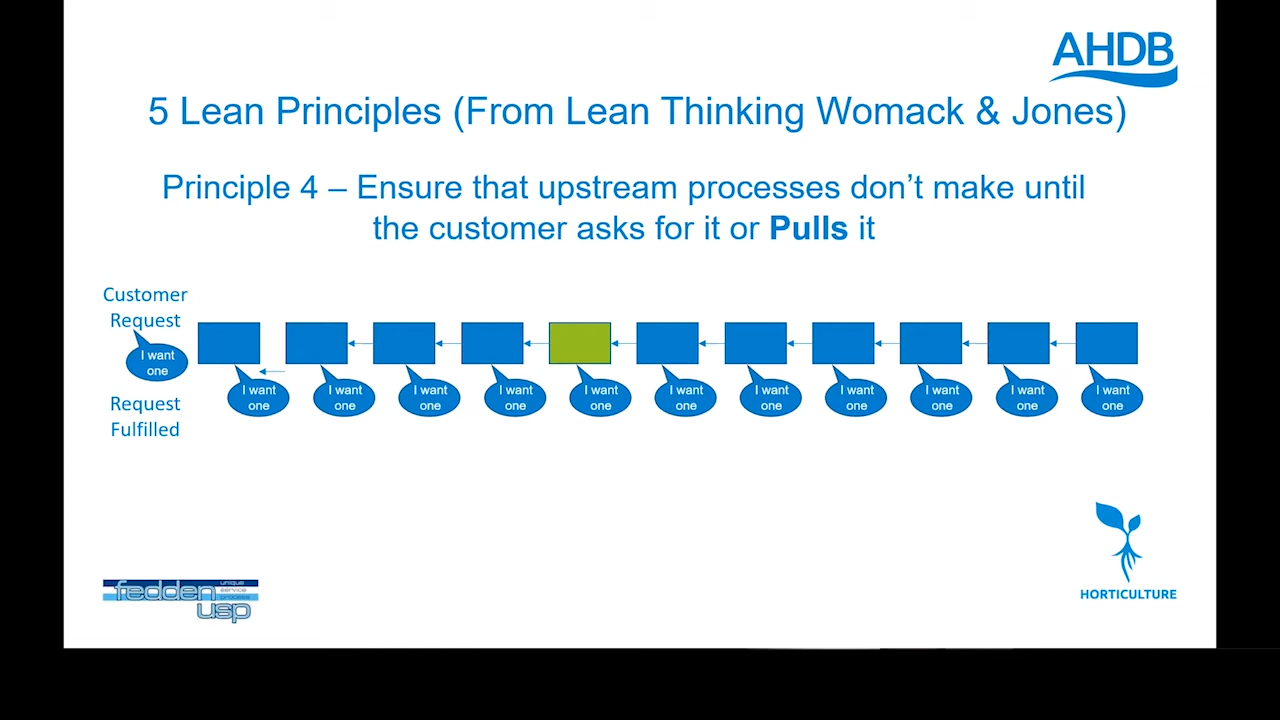 AHDB
5 Lean Principles (From Lean Thinking Womack & Jones)
Principle 4 – Ensure that upstream processes don’t make until
the customer asks for it or Pulls it
Customer
Request
I want
one
Request
Fulfilled
I want
one
I want
one
I want
one
I want
one
I want
one
I want
one
I want
one
I want
one
I want
one
I want
one
I want
one
fedden
unique
service
process
usp
HORTICULTURE